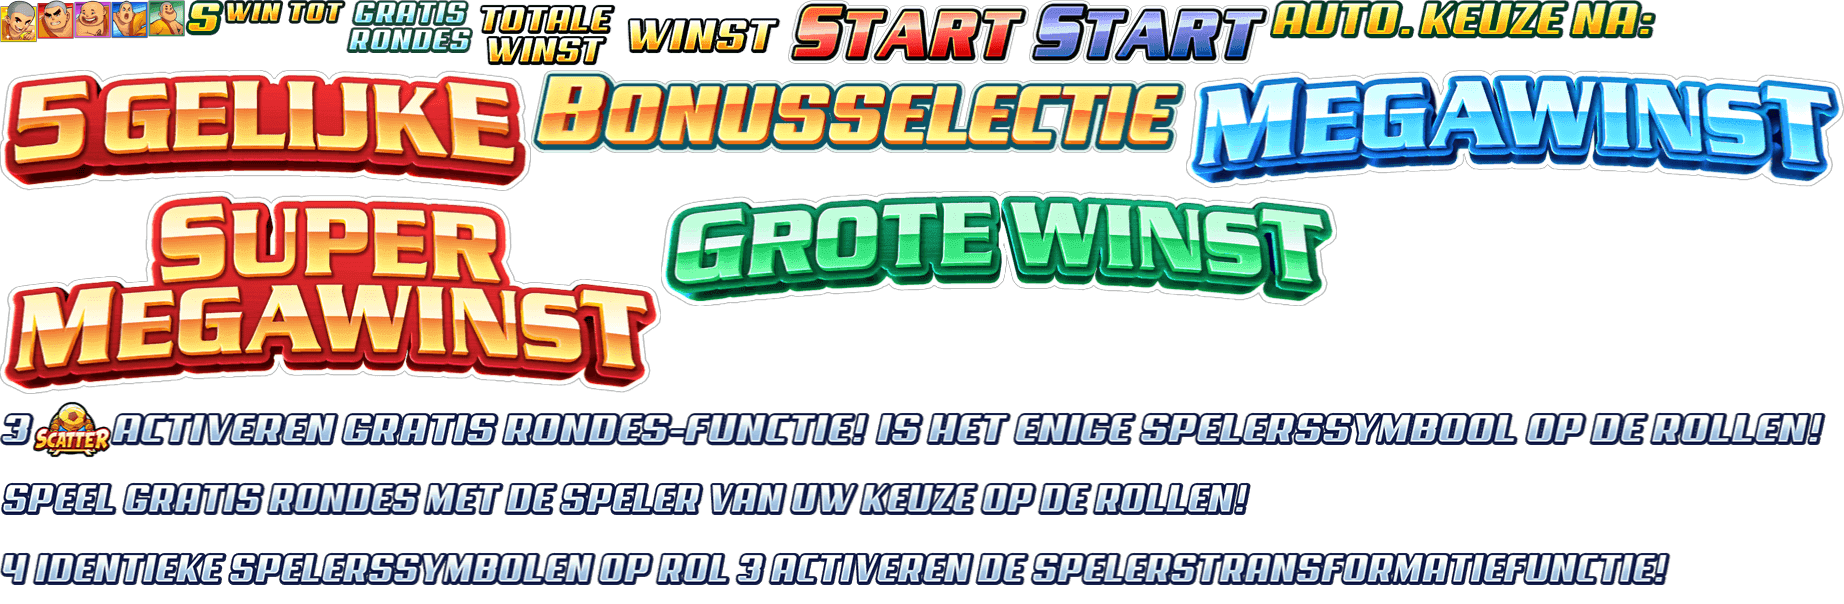 S WIN TOT GRATIS RONDES TOTALE WINST WINST START START AUTO. KEUZE NA:
5 GELIJKE BONUSSELECTIE MEGAWINST
SUPER MEGAWINST GROTE WINST
3 SCATTER ACTIVEREN GRATIS RONDES-FUNCTIE! IS HET ENIGE SPELERSSYMBOOL OP DE ROLLEN!
SPEEL GRATIS RONDES MET DE SPELER VAN UW KEUZE OP DE ROLLEN!
4 IDENTIEKE SPELERSSYMBOLEN OP ROL 3 ACTIVEREN DE SPELERSTRANSFORMATIEFUNCTIE!